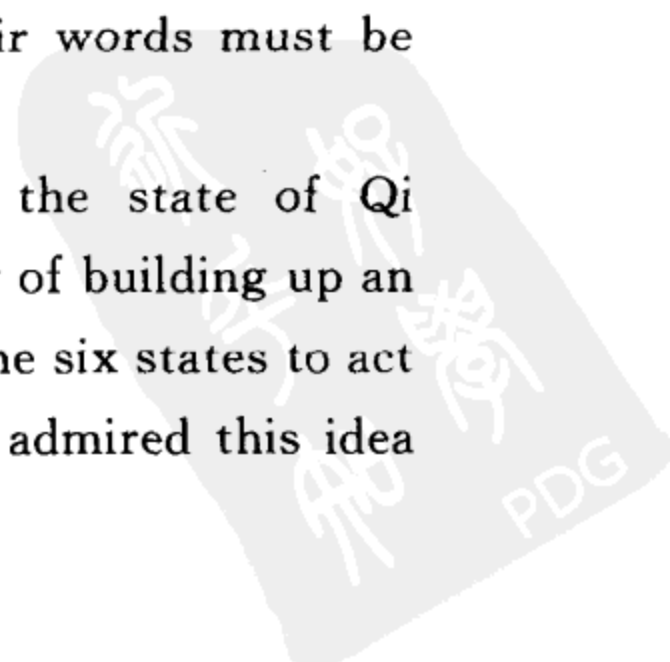 ir words must be
the state of Qi
of building up an
six states to act
admired this idea
PDG